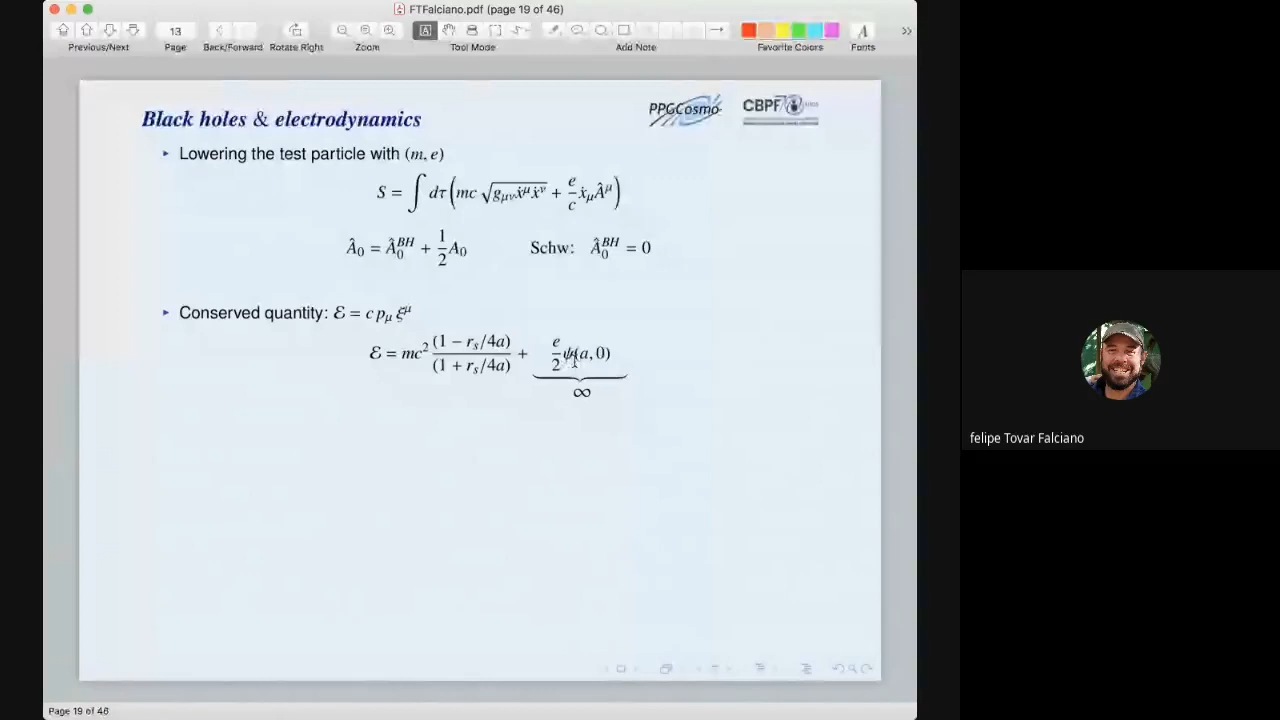 FTFalciano.pdf (page 19 of 46)
13
Previous/Next Page Back/Forward Rotate Right Zoom Tool Mode Add Note Favorite Colors Fonts
Black holes & electrodynamics
PPGCosmo
CBPF
▸ Lowering the test particle with (m, e)
S = ∫ dτ ( mc √(g_μν ẋ^μ ẋ^ν) + e/c ẋ_μ Â^μ )
Â_0 = Â_0^BH + 1/2 A_0 Schw: Â_0^BH = 0
▸ Conserved quantity: ℰ = c p_μ ξ^μ
ℰ = mc² (1 − r_s/4a)/(1 + r_s/4a) + e/2 ψ(a, 0)
∞
felipe Tovar Falciano
Page 19 of 46